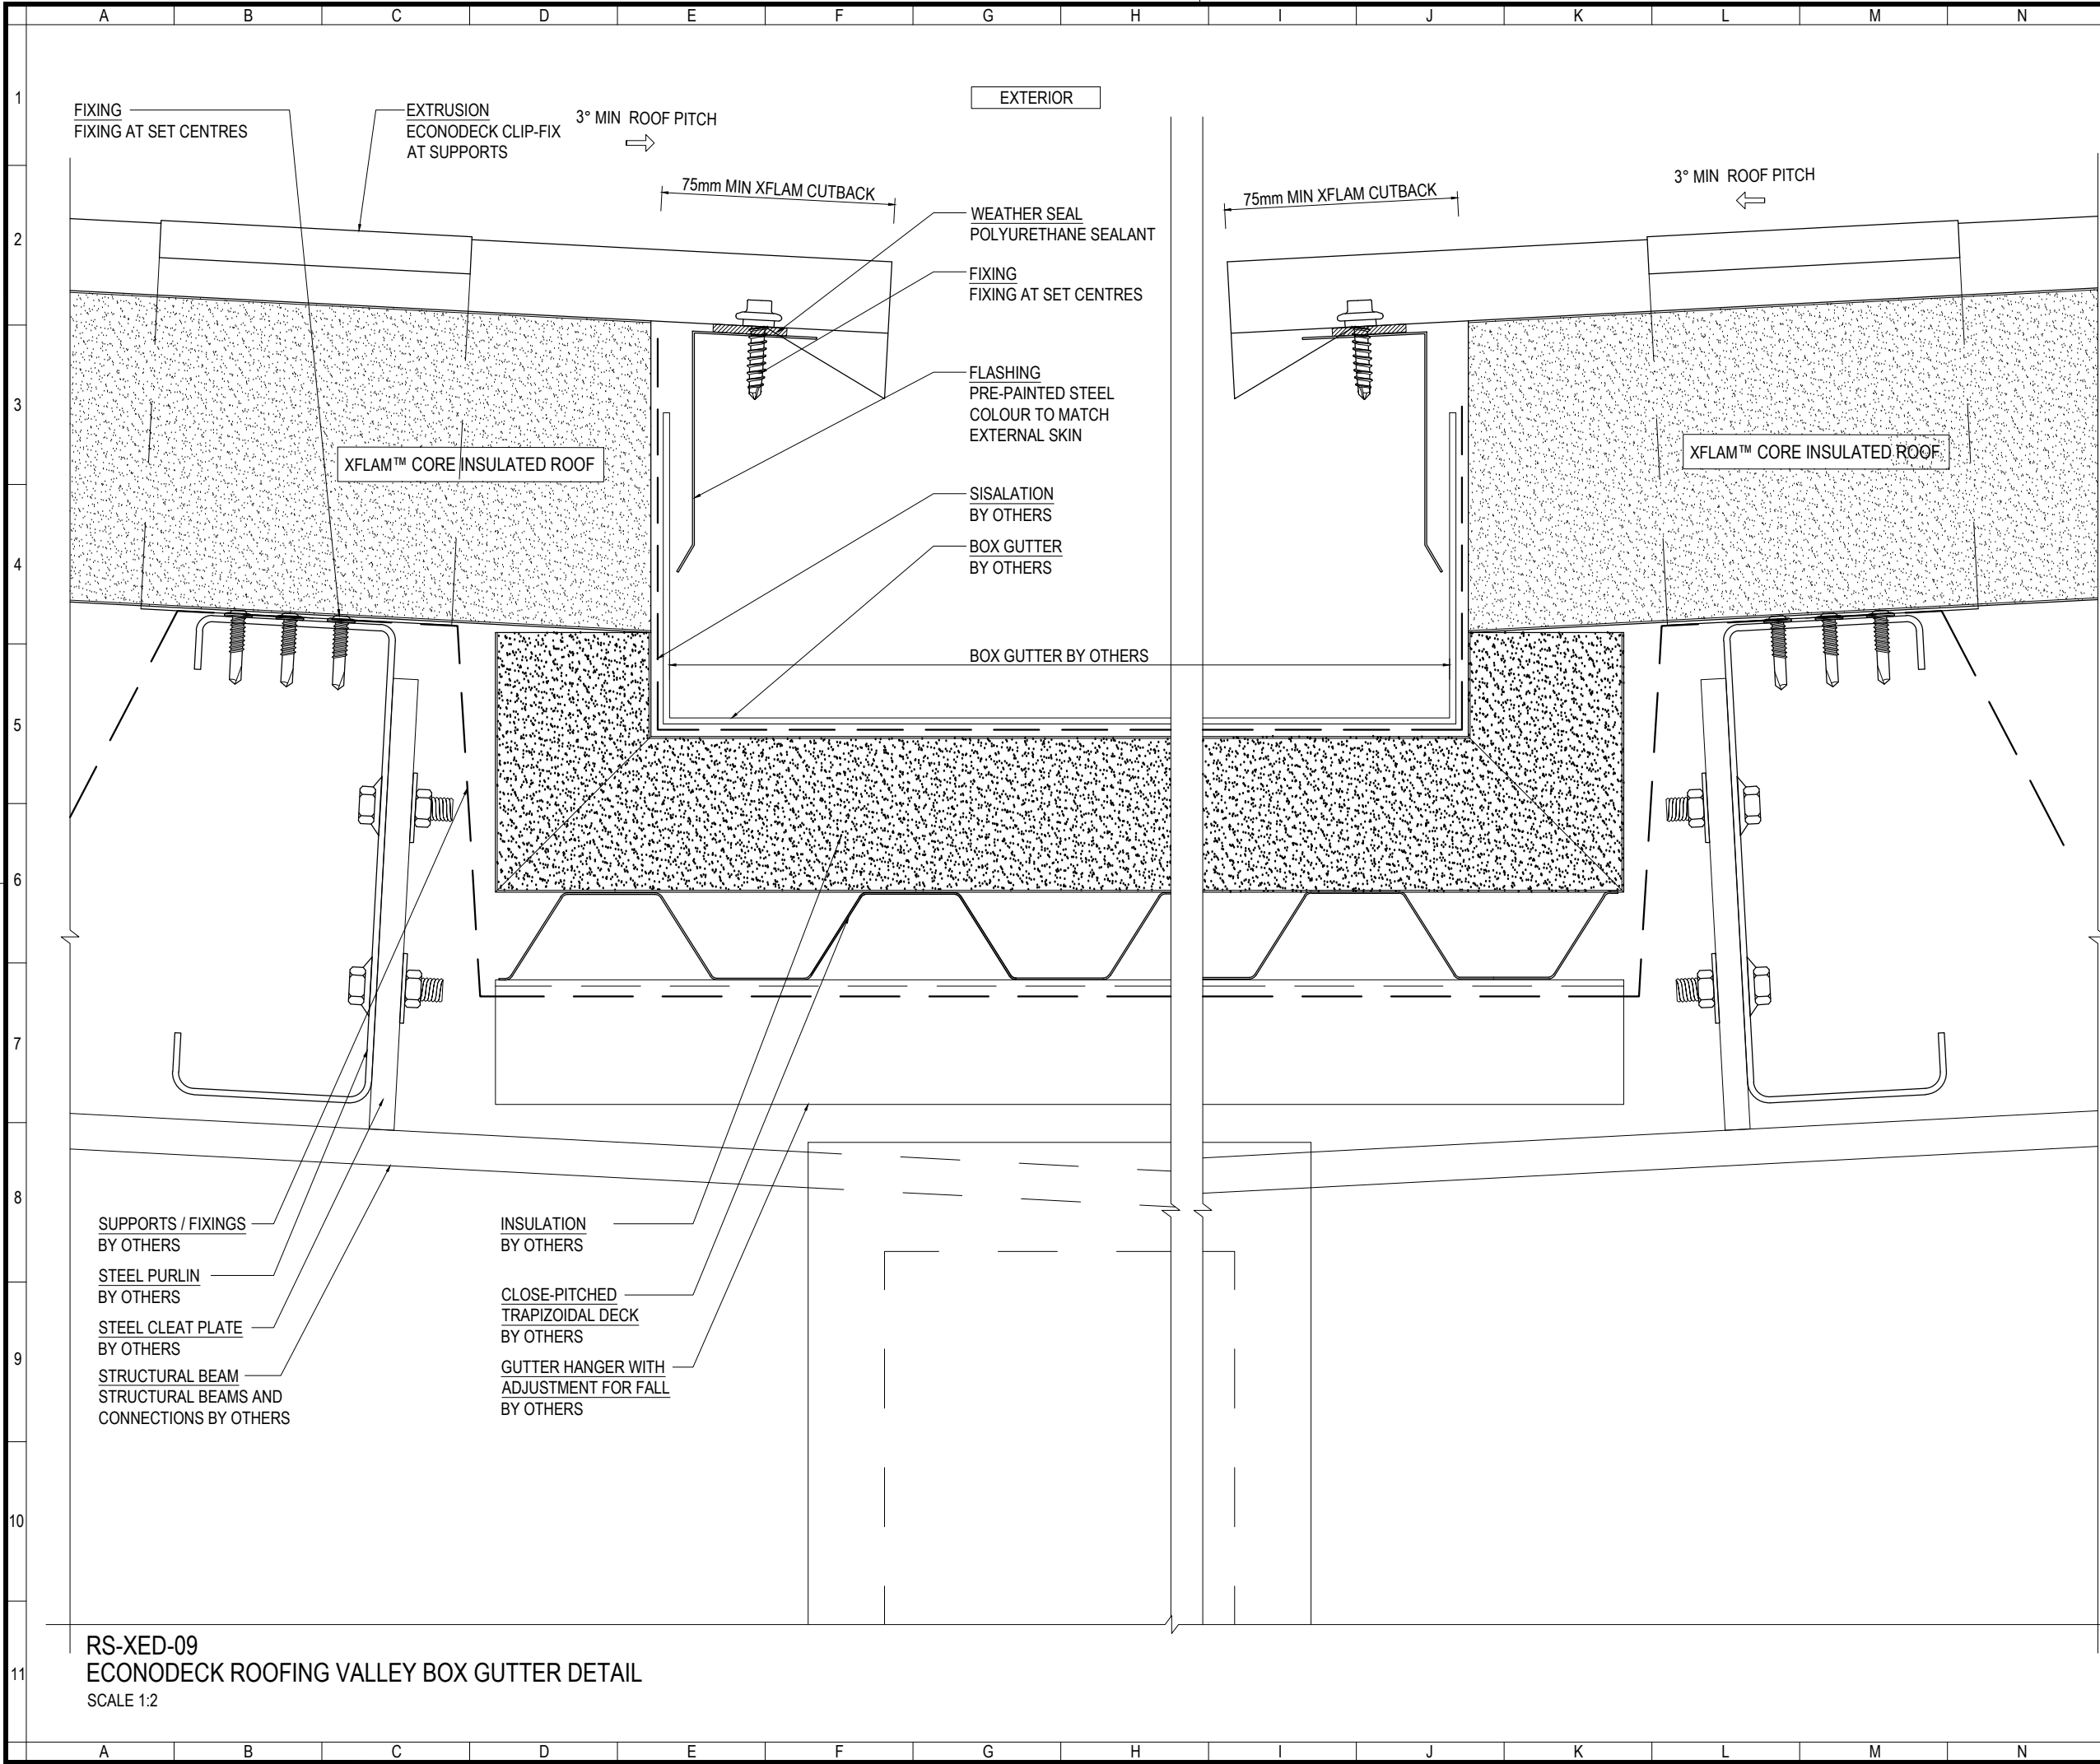 A B C D E F G H I J K L M N
1
2
3
4
5
6
7
8
9
10
11
EXTERIOR
FIXING
FIXING AT SET CENTRES
EXTRUSION
ECONODECK CLIP-FIX
AT SUPPORTS
3° MIN ROOF PITCH
75mm MIN XFLAM CUTBACK
WEATHER SEAL
POLYURETHANE SEALANT
FIXING
FIXING AT SET CENTRES
75mm MIN XFLAM CUTBACK
3° MIN ROOF PITCH
FLASHING
PRE-PAINTED STEEL
COLOUR TO MATCH
EXTERNAL SKIN
XFLAM™ CORE INSULATED ROOF
XFLAM™ CORE INSULATED ROOF
SISALATION
BY OTHERS
BOX GUTTER
BY OTHERS
BOX GUTTER BY OTHERS
SUPPORTS / FIXINGS
BY OTHERS
STEEL PURLIN
BY OTHERS
STEEL CLEAT PLATE
BY OTHERS
STRUCTURAL BEAM
STRUCTURAL BEAMS AND
CONNECTIONS BY OTHERS
INSULATION
BY OTHERS
CLOSE-PITCHED
TRAPIZOIDAL DECK
BY OTHERS
GUTTER HANGER WITH
ADJUSTMENT FOR FALL
BY OTHERS
RS-XED-09
ECONODECK ROOFING VALLEY BOX GUTTER DETAIL
SCALE 1:2
A B C D E F G H I J K L M N